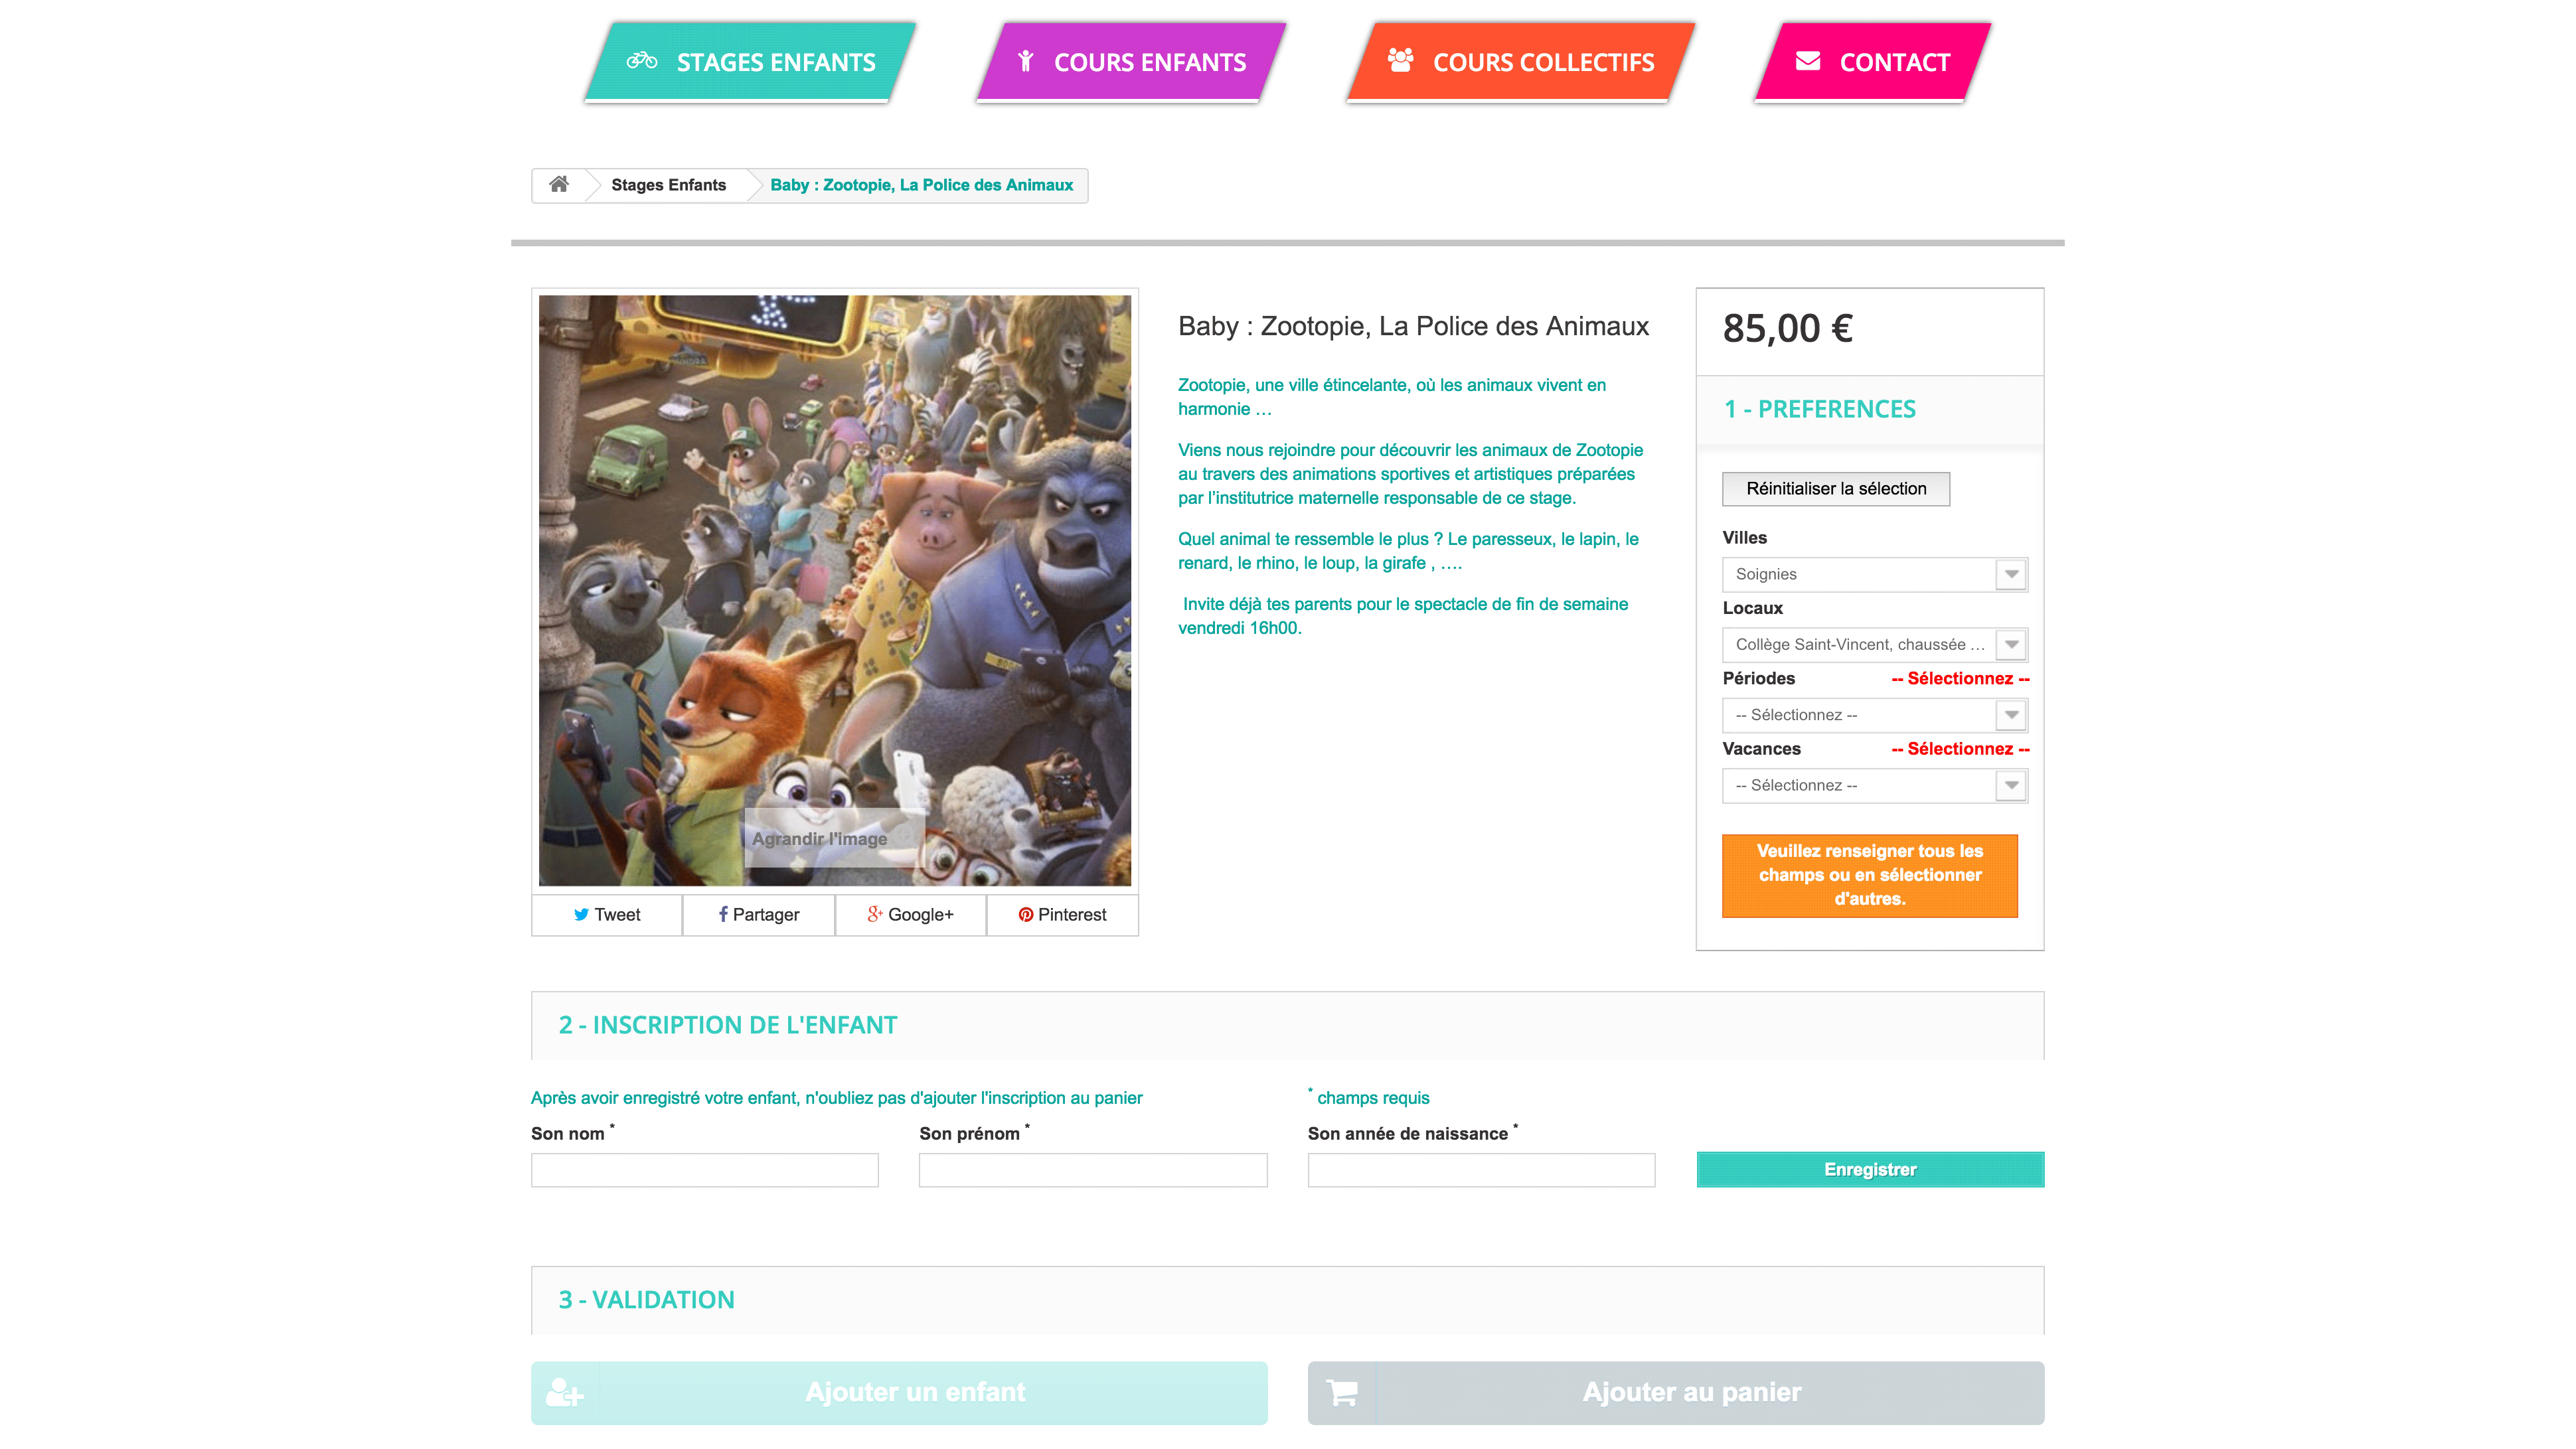 STAGES ENFANTS
COURS ENFANTS
COURS COLLECTIFS
CONTACT
Stages Enfants
Baby : Zootopie, La Police des Animaux
Baby : Zootopie, La Police des Animaux
Zootopie, une ville étincelante, où les animaux vivent en
harmonie …
Viens nous rejoindre pour découvrir les animaux de Zootopie
au travers des animations sportives et artistiques préparées
par l'institutrice maternelle responsable de ce stage.
Quel animal te ressemble le plus ? Le paresseux, le lapin, le
renard, le rhino, le loup, la girafe , ….
Invite déjà tes parents pour le spectacle de fin de semaine
vendredi 16h00.
Agrandir l'image
Tweet
Partager
Google+
Pinterest
85,00 €
1 - PREFERENCES
Réinitialiser la sélection
Villes
Soignies
Locaux
Collège Saint-Vincent, chaussée …
Périodes -- Sélectionnez --
-- Sélectionnez --
Vacances -- Sélectionnez --
-- Sélectionnez --
Veuillez renseigner tous les
champs ou en sélectionner
d'autres.
2 - INSCRIPTION DE L'ENFANT
Après avoir enregistré votre enfant, n'oubliez pas d'ajouter l'inscription au panier
* champs requis
Son nom *
Son prénom *
Son année de naissance *
Enregistrer
3 - VALIDATION
Ajouter un enfant
Ajouter au panier